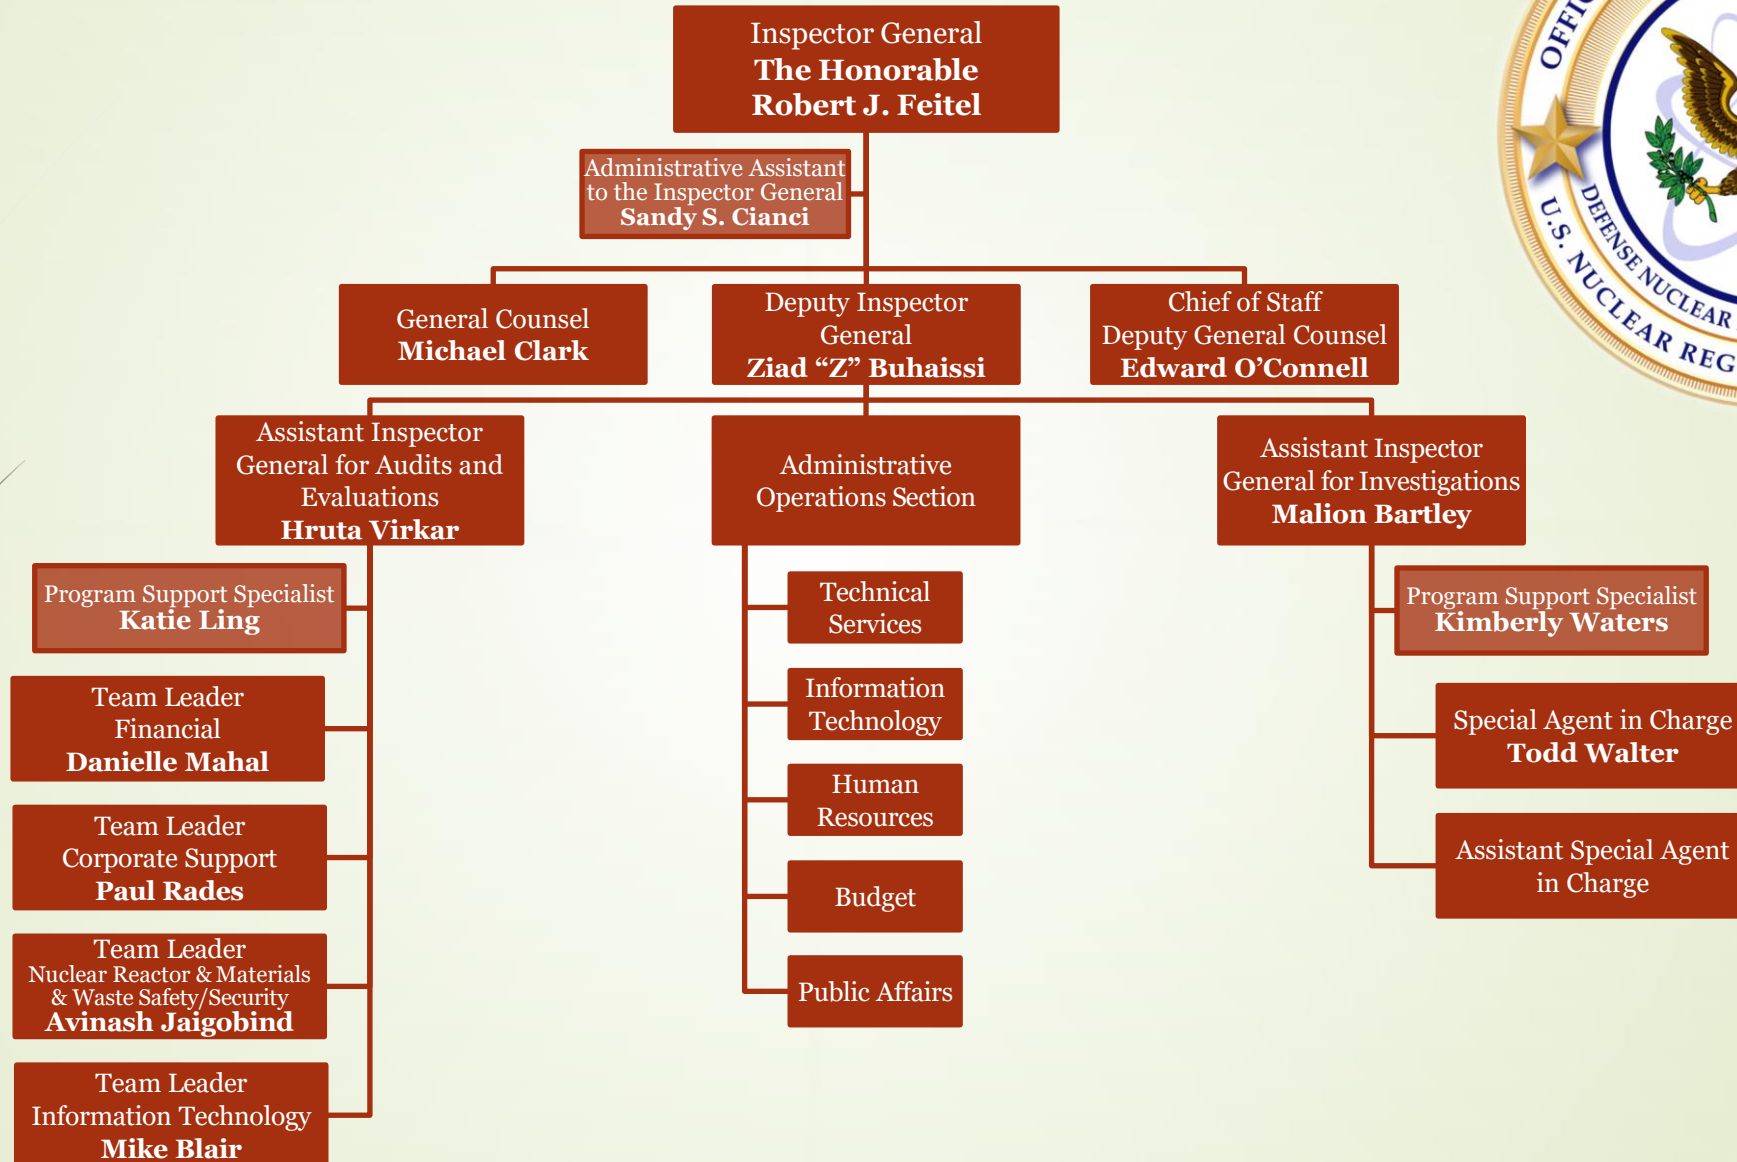 Inspector General
The Honorable
Robert J. Feitel
Administrative Assistant
to the Inspector General
Sandy S. Cianci
General Counsel
Michael Clark
Deputy Inspector
General
Ziad “Z” Buhaissi
Chief of Staff
Deputy General Counsel
Edward O’Connell
Assistant Inspector
General for Audits and
Evaluations
Hruta Virkar
Administrative
Operations Section
Assistant Inspector
General for Investigations
Malion Bartley
Program Support Specialist
Katie Ling
Team Leader
Financial
Danielle Mahal
Team Leader
Corporate Support
Paul Rades
Team Leader
Nuclear Reactor & Materials
& Waste Safety/Security
Avinash Jaigobind
Team Leader
Information Technology
Mike Blair
Technical
Services
Information
Technology
Human
Resources
Budget
Public Affairs
Program Support Specialist
Kimberly Waters
Special Agent in Charge
Todd Walter
Assistant Special Agent
in Charge
U.S. NUCLEAR REG
DEFENSE NUCLEAR